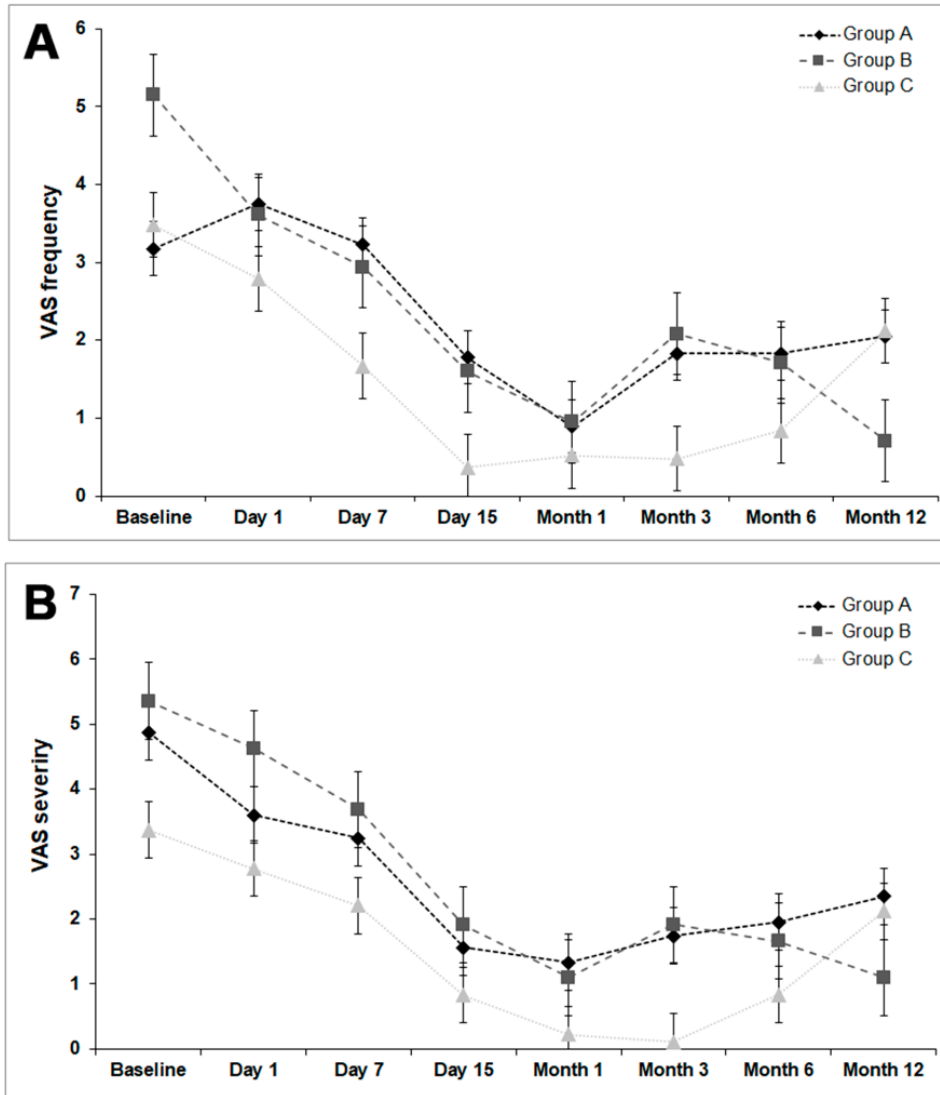 A
Group A
Group B
Group C
6
5
4
3
2
1
0
VAS frequency
Baseline Day 1 Day 7 Day 15 Month 1 Month 3 Month 6 Month 12
B
Group A
Group B
Group C
7
6
5
4
3
2
1
0
VAS severiry
Baseline Day 1 Day 7 Day 15 Month 1 Month 3 Month 6 Month 12